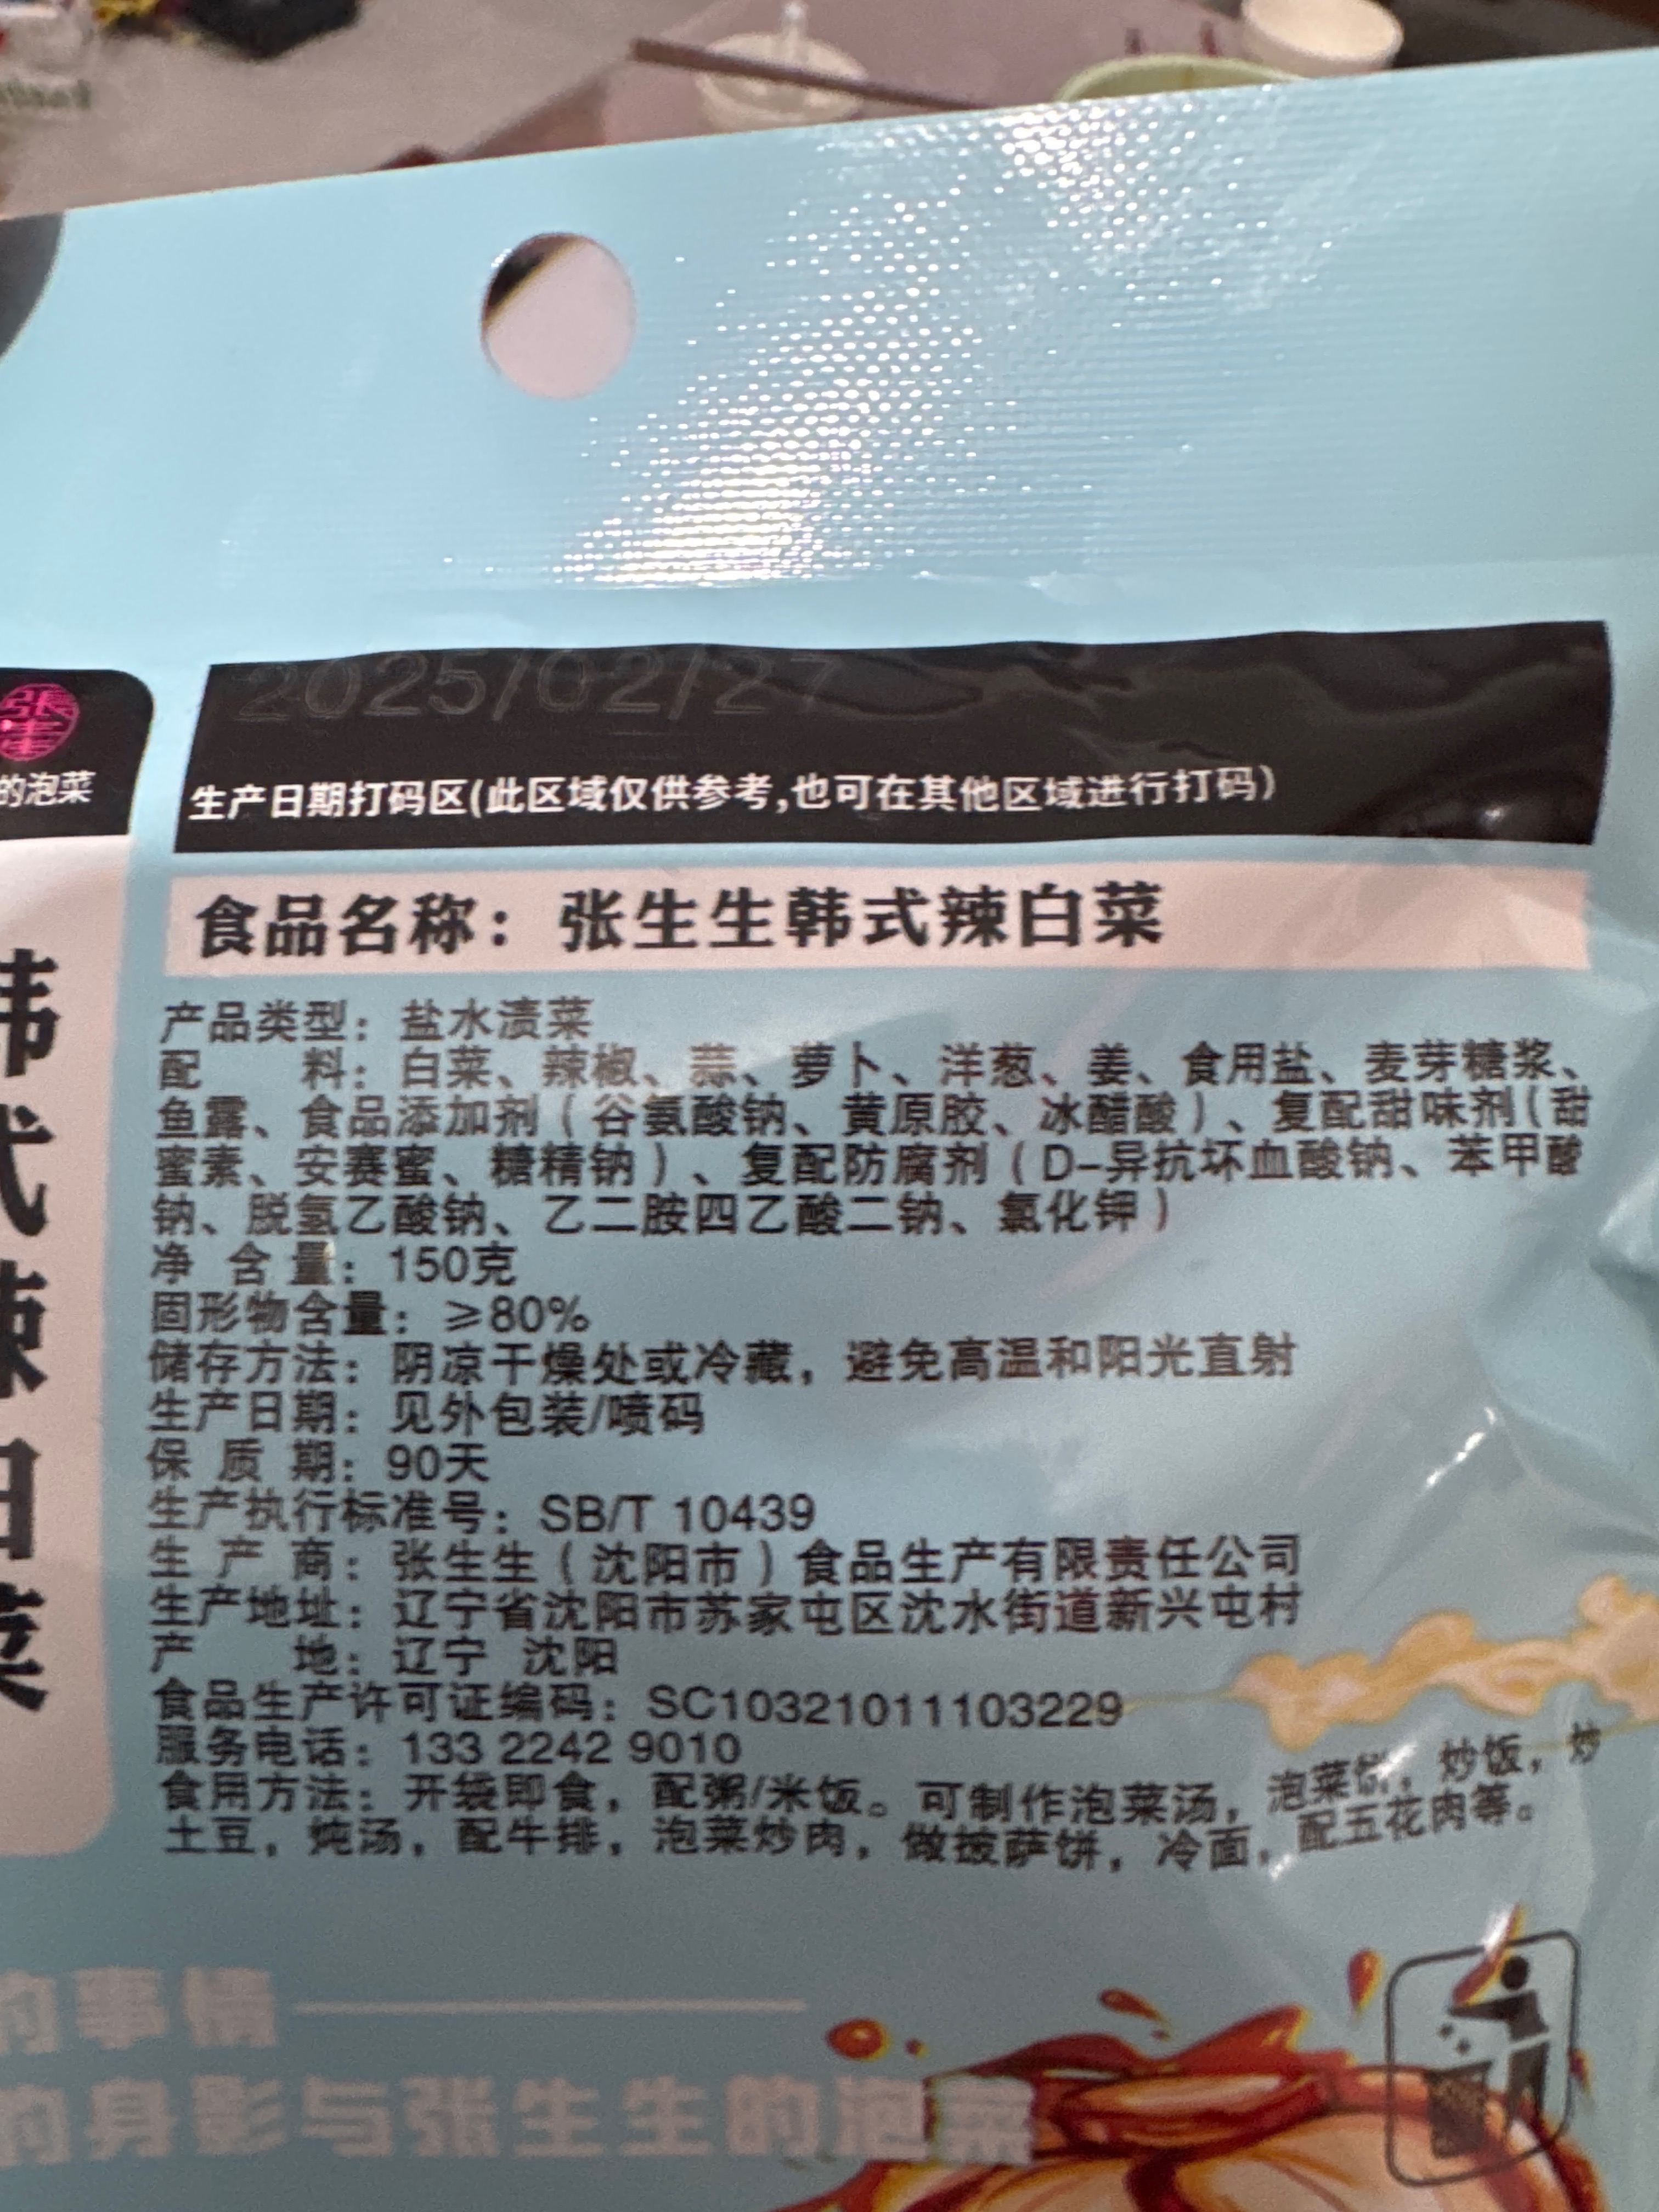 2025/02/27
生产日期打码区(此区域仅供参考,也可在其他区域进行打码)
張生生
的泡菜
食品名称：张生生韩式辣白菜
韩式辣白菜
产品类型：盐水渍菜
配 料：白菜、辣椒、蒜、萝卜、洋葱、姜、食用盐、麦芽糖浆、
鱼露、食品添加剂（谷氨酸钠、黄原胶、冰醋酸）、复配甜味剂（甜
蜜素、安赛蜜、糖精钠）、复配防腐剂（D-异抗坏血酸钠、苯甲酸
钠、脱氢乙酸钠、乙二胺四乙酸二钠、氯化钾）
净 含 量：150克
固形物含量：≥80%
储存方法：阴凉干燥处或冷藏，避免高温和阳光直射
生产日期：见外包装/喷码
保 质 期：90天
生产执行标准号：SB/T 10439
生 产 商：张生生（沈阳市）食品生产有限责任公司
生产地址：辽宁省沈阳市苏家屯区沈水街道新兴屯村
产 地：辽宁 沈阳
食品生产许可证编码：SC10321011103229
服务电话：133 2242 9010
食用方法：开袋即食，配粥/米饭。可制作泡菜汤，泡菜饼，炒饭，炒
土豆，炖汤，配牛排，泡菜炒肉，做披萨饼，冷面，配五花肉等。
的事情
的身影与张生生的泡菜